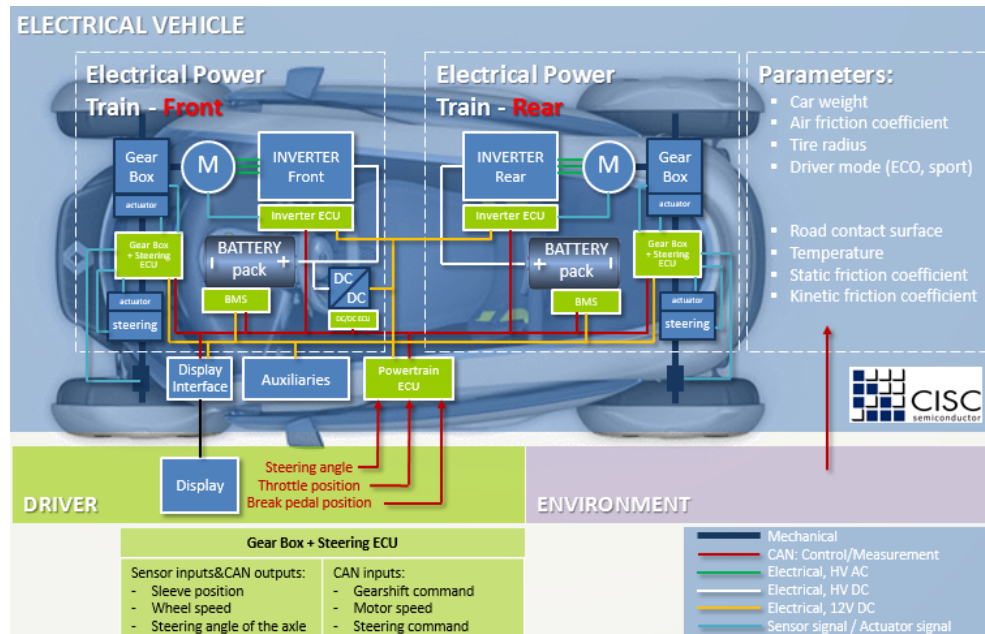 ELECTRICAL VEHICLE
Electrical Power
Train - Front
Electrical Power
Train - Rear
Parameters:
▪ Car weight
▪ Air friction coefficient
▪ Tire radius
▪ Driver mode (ECO, sport)
▪ Road contact surface
▪ Temperature
▪ Static friction coefficient
▪ Kinetic friction coefficient
Gear
Box
actuator
M
INVERTER
Front
Inverter ECU
Gear Box
+ Steering
ECU
BATTERY
pack
- +
BMS
DC
DC
DC/DC ECU
actuator
steering
INVERTER
Rear
Inverter ECU
M
Gear
Box
actuator
BATTERY
pack
+ -
BMS
Gear Box
+ Steering
ECU
actuator
steering
Display
Interface
Auxiliaries
Powertrain
ECU
CISC
semiconductor
Display
Steering angle
Throttle position
Break pedal position
DRIVER
ENVIRONMENT
Gear Box + Steering ECU
Sensor inputs&CAN outputs:
- Sleeve position
- Wheel speed
- Steering angle of the axle
CAN inputs:
- Gearshift command
- Motor speed
- Steering command
Mechanical
CAN: Control/Measurement
Electrical, HV AC
Electrical, HV DC
Electrical, 12V DC
Sensor signal / Actuator signal